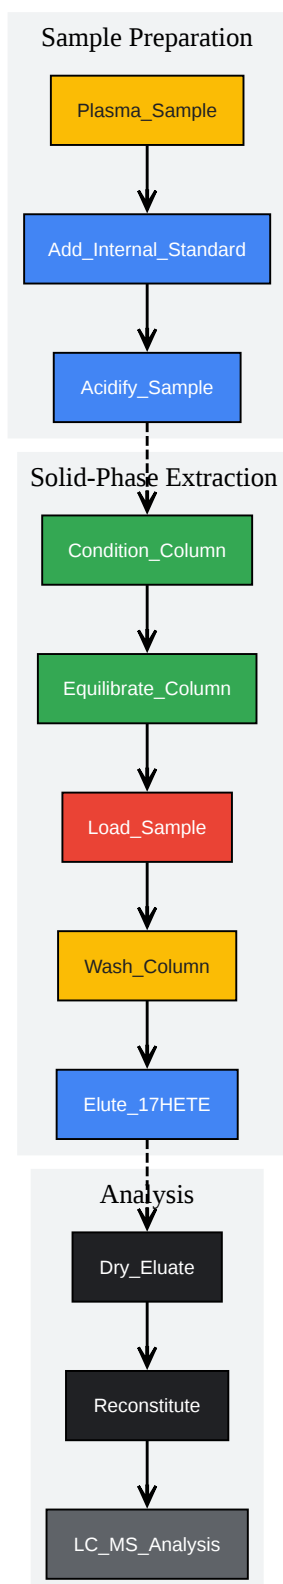 Sample Preparation
Plasma_Sample
Add_Internal_Standard
Acidify_Sample
Solid-Phase Extraction
Condition_Column
Equilibrate_Column
Load_Sample
Wash_Column
Elute_17HETE
Analysis
Dry_Eluate
Reconstitute
LC_MS_Analysis